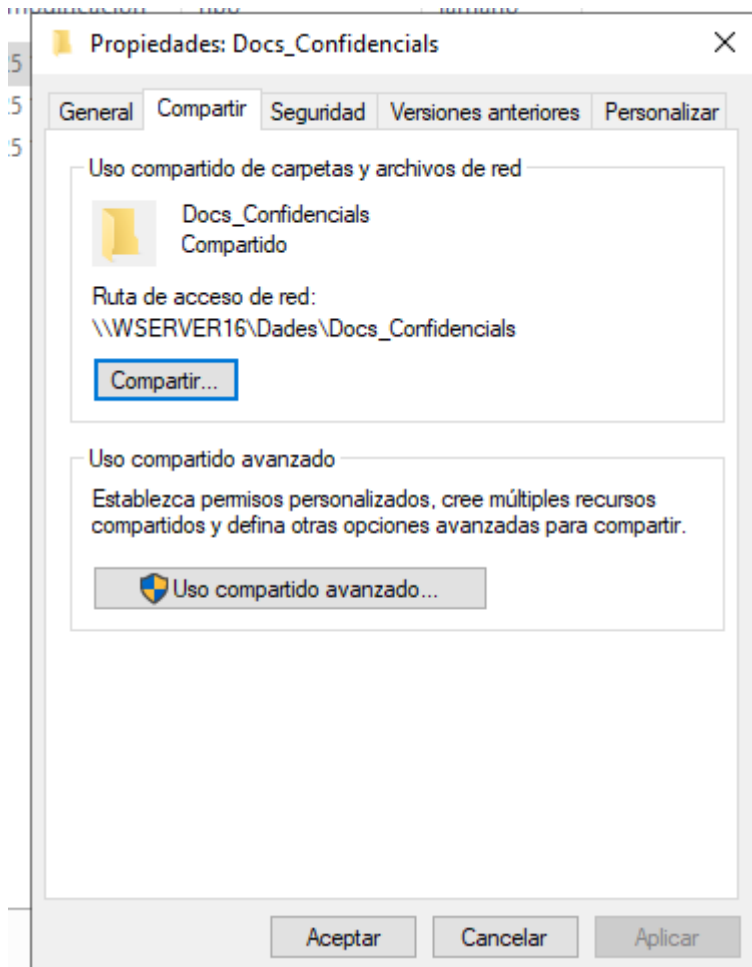 Propiedades: Docs_Confidencials
General Compartir Seguridad Versiones anteriores Personalizar
Uso compartido de carpetas y archivos de red
Docs_Confidencials
Compartido
Ruta de acceso de red:
\\WSERVER16\Dades\Docs_Confidencials
Compartir...
Uso compartido avanzado
Establezca permisos personalizados, cree múltiples recursos
compartidos y defina otras opciones avanzadas para compartir.
Uso compartido avanzado...
Aceptar Cancelar Aplicar